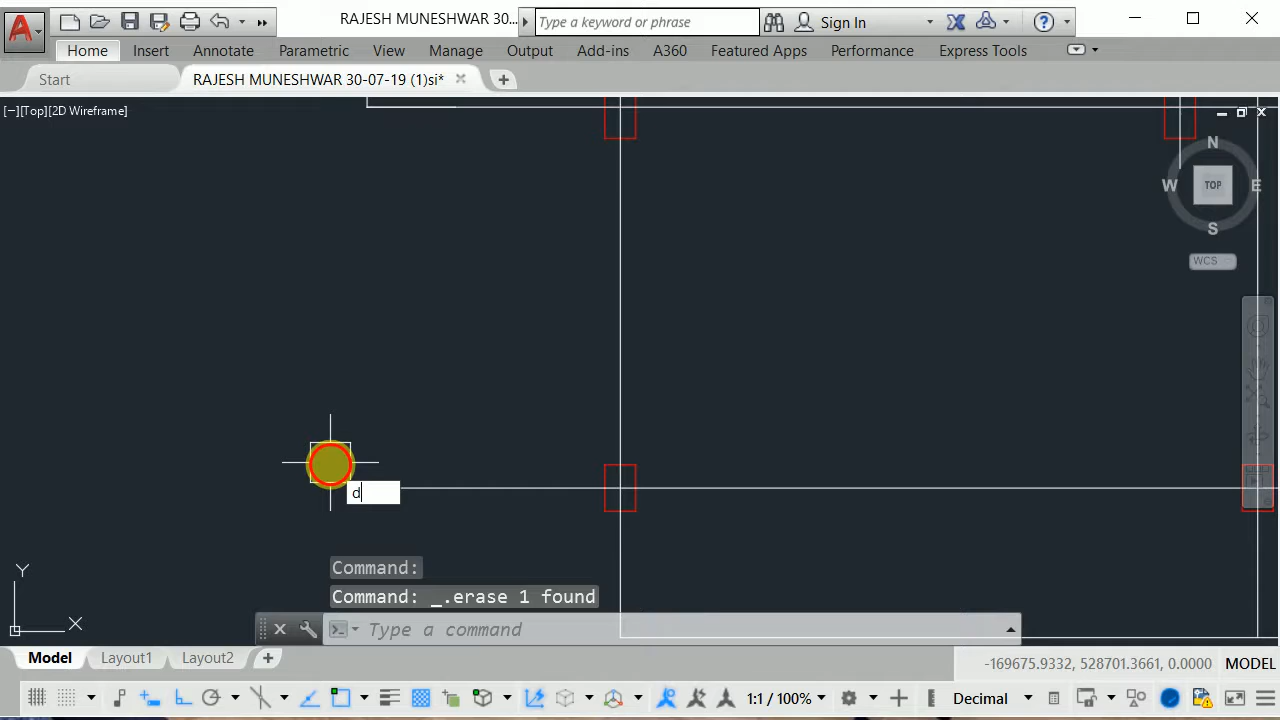 RAJESH MUNESHWAR 30-... Type a keyword or phrase Sign In
Home Insert Annotate Parametric View Manage Output Add-ins A360 Featured Apps Performance Express Tools
Start RAJESH MUNESHWAR 30-07-19 (1)si*
[−][Top][2D Wireframe]
N
W TOP E
S
WCS
d
Command:
Command: _.erase 1 found
Y
X
Type a command
Model Layout1 Layout2
-169675.9332, 528701.3661, 0.0000 MODEL
1:1 / 100% Decimal